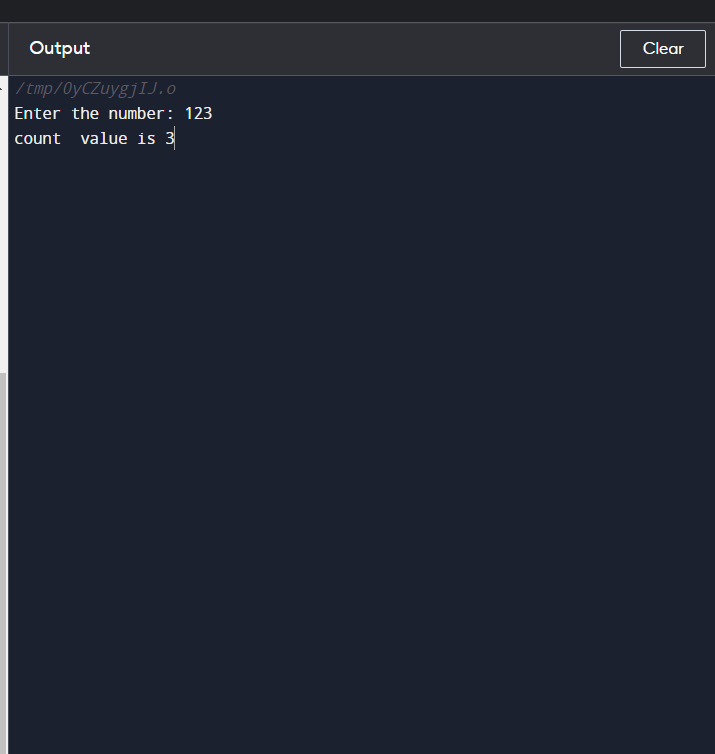 Output
Clear
/tmp/0yCZuygjIJ.o
Enter the number: 123
count  value is 3